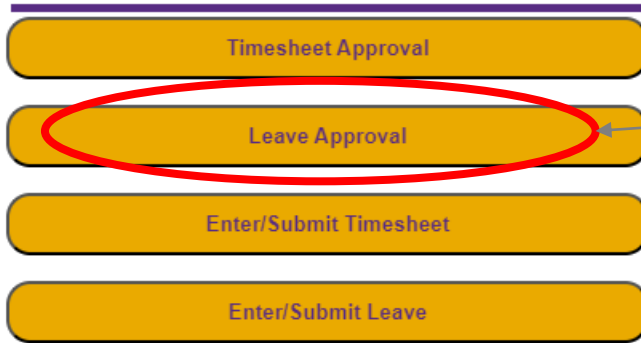 Timesheet Approval
Leave Approval
Enter/Submit Timesheet
Enter/Submit Leave